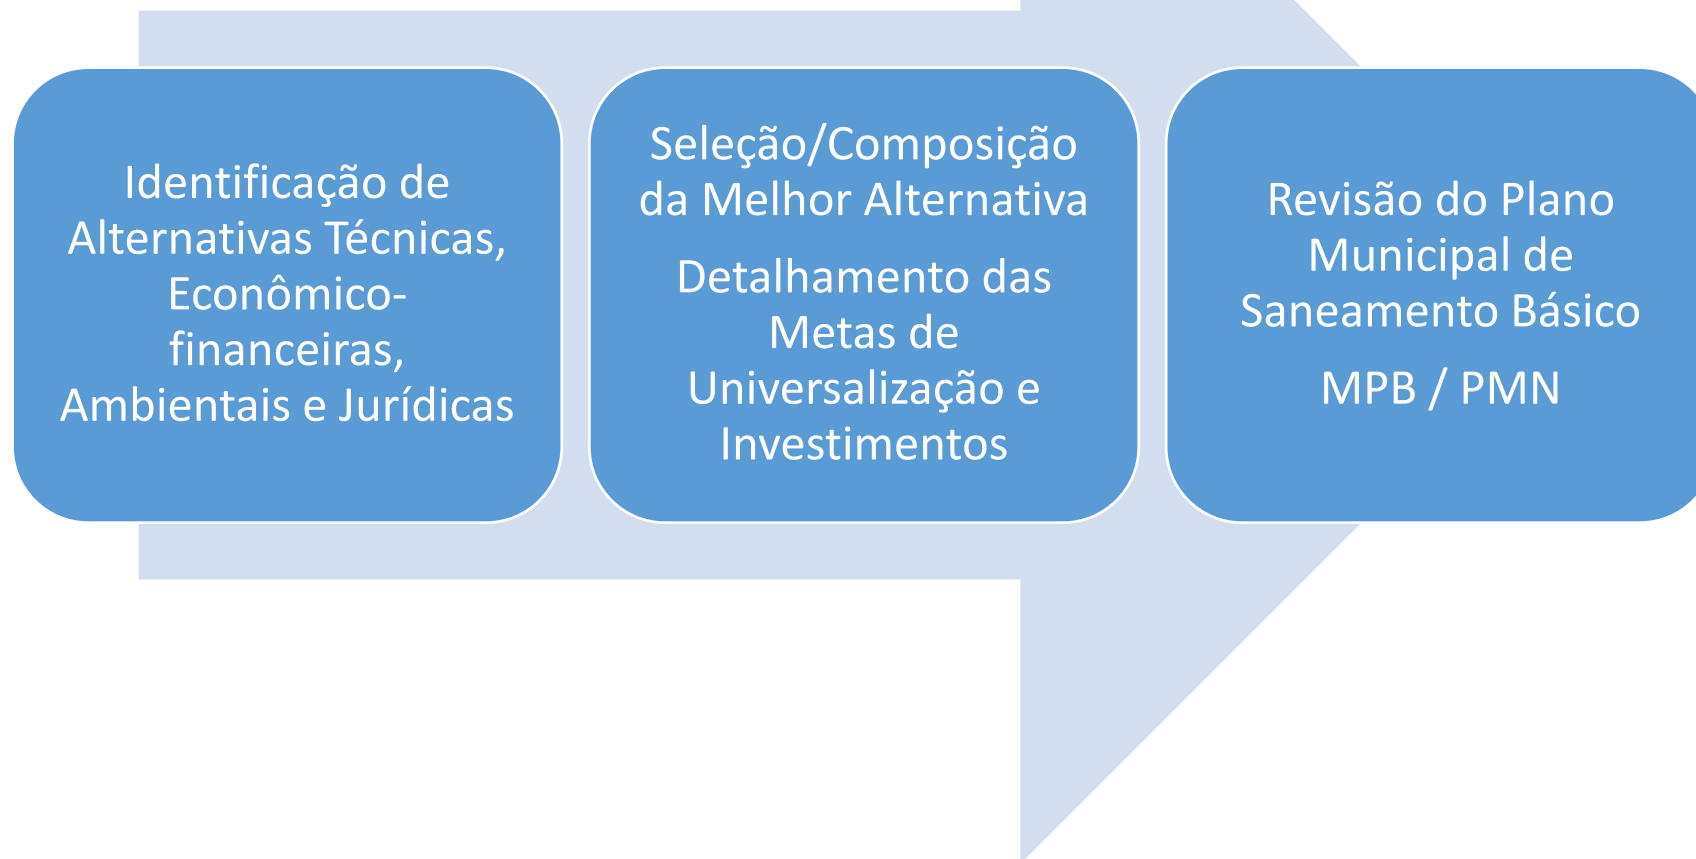 Identificação de
Alternativas Técnicas,
Econômico-
financeiras,
Ambientais e Jurídicas
Seleção/Composição
da Melhor Alternativa
Detalhamento das
Metas de
Universalização e
Investimentos
Revisão do Plano
Municipal de
Saneamento Básico
MPB / PMN